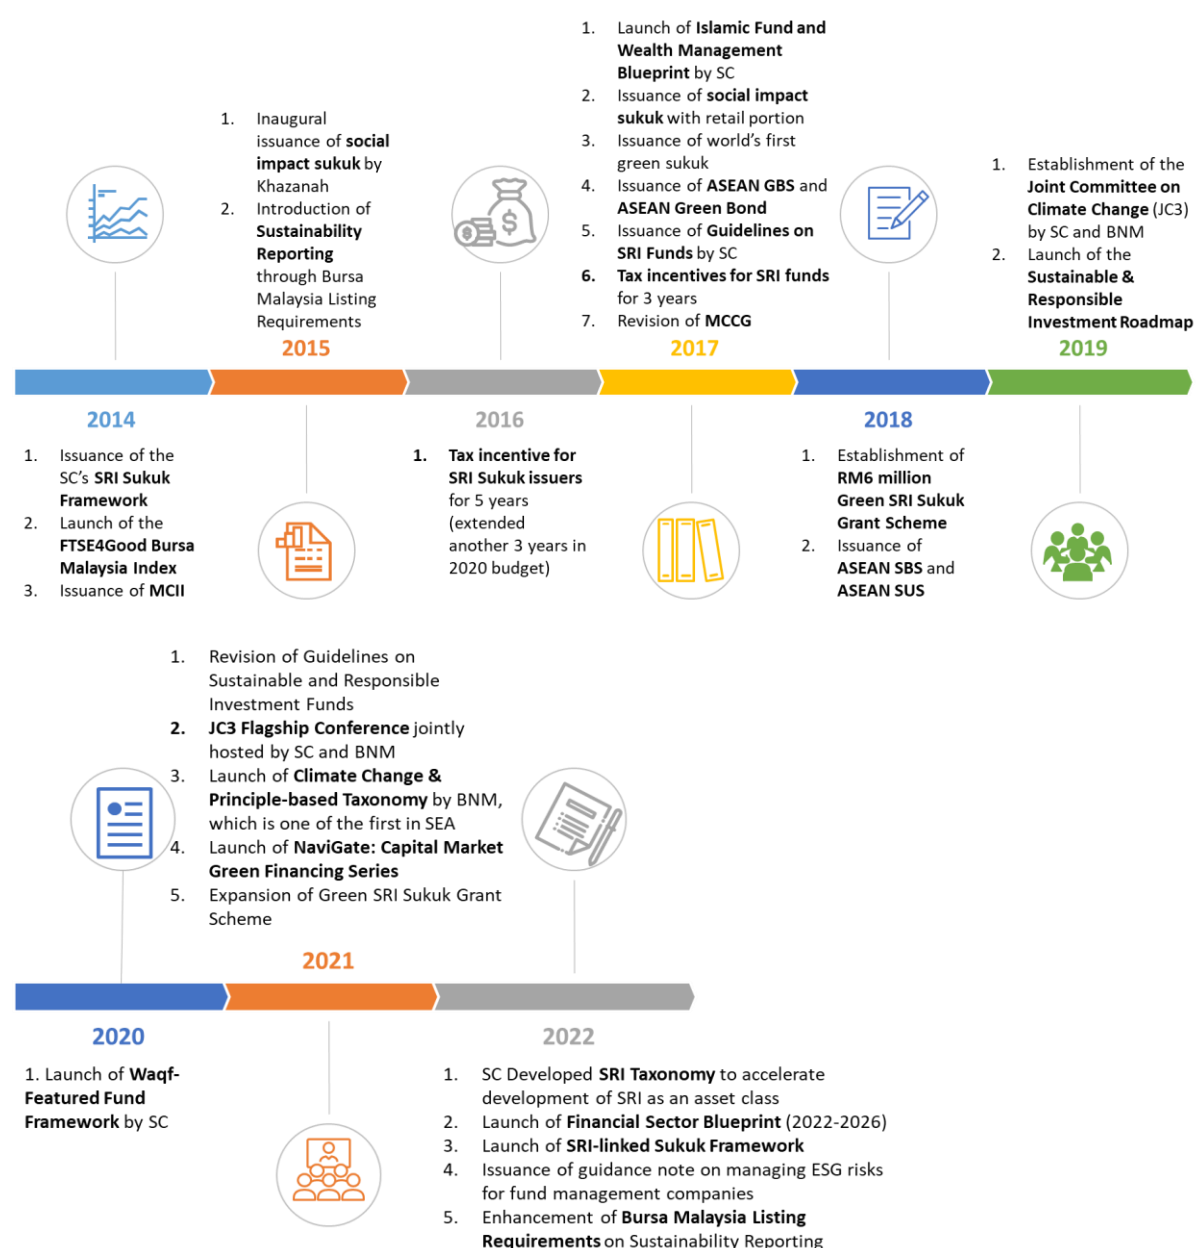 1. Launch of Islamic Fund and
Wealth Management
Blueprint by SC
2. Issuance of social impact
sukuk with retail portion
3. Issuance of world's first
green sukuk
4. Issuance of ASEAN GBS and
ASEAN Green Bond
5. Issuance of Guidelines on
SRI Funds by SC
6. Tax incentives for SRI funds
for 3 years
7. Revision of MCCG
2017
1. Inaugural
issuance of social
impact sukuk by
Khazanah
2. Introduction of
Sustainability
Reporting
through Bursa
Malaysia Listing
Requirements
2015
1. Establishment of the
Joint Committee on
Climate Change (JC3)
by SC and BNM
2. Launch of the
Sustainable &
Responsible
Investment Roadmap
2019
2014
1. Issuance of the
SC's SRI Sukuk
Framework
2. Launch of the
FTSE4Good Bursa
Malaysia Index
3. Issuance of MCII
2016
1. Tax incentive for
SRI Sukuk issuers
for 5 years
(extended
another 3 years in
2020 budget)
2018
1. Establishment of
RM6 million
Green SRI Sukuk
Grant Scheme
2. Issuance of
ASEAN SBS and
ASEAN SUS
1. Revision of Guidelines on
Sustainable and Responsible
Investment Funds
2. JC3 Flagship Conference jointly
hosted by SC and BNM
3. Launch of Climate Change &
Principle-based Taxonomy by BNM,
which is one of the first in SEA
4. Launch of NaviGate: Capital Market
Green Financing Series
5. Expansion of Green SRI Sukuk Grant
Scheme
2021
2020
1. Launch of Waqf-
Featured Fund
Framework by SC
2022
1. SC Developed SRI Taxonomy to accelerate
development of SRI as an asset class
2. Launch of Financial Sector Blueprint (2022-2026)
3. Launch of SRI-linked Sukuk Framework
4. Issuance of guidance note on managing ESG risks
for fund management companies
5. Enhancement of Bursa Malaysia Listing
Requirements on Sustainability Reporting